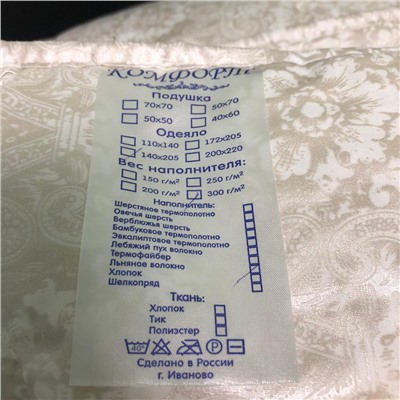 КОМФОРТ
Подушка
70х70 50х70
50х50 40х60
Одеяло
110х140 172х205
140х205 200х220
Вес наполнителя:
150 г/м² 250 г/м²
200 г/м² 300 г/м²
Наполнитель:
Шерстяное термополотно
Овечья шерсть
Верблюжья шерсть
Бамбуковое термополотно
Эвкалиптовое термополотно
Лебяжий пух волокно
Термофайбер
Льняное волокно
Хлопок
Шелкопряд
Ткань:
Хлопок
Тик
Полиэстер
40° P
Сделано в России
г. Иваново